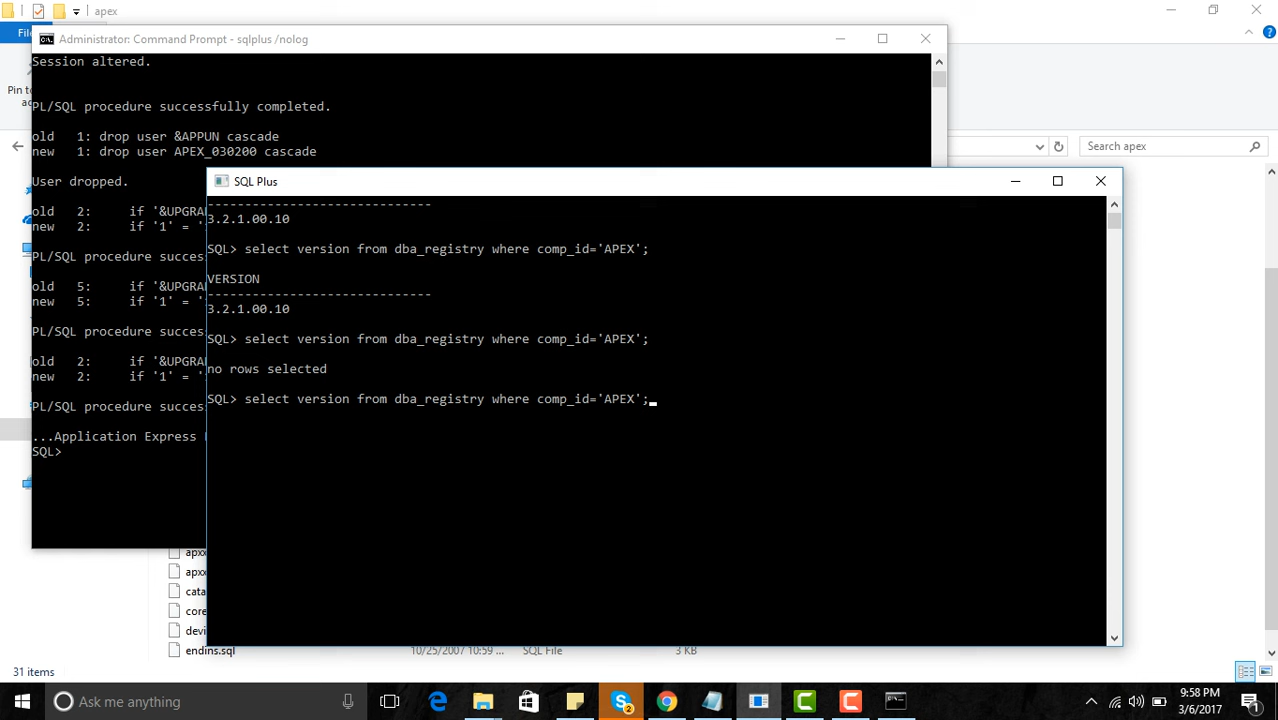 apex
Administrator: Command Prompt - sqlplus /nolog
Session altered.
PL/SQL procedure successfully completed.
old   1: drop user &APPUN cascade
new   1: drop user APEX_030200 cascade
User dropped.
old   2:     if '&UPGRA
new   2:     if '1' =
PL/SQL procedure succes
old   5:     if '&UPGRA
new   5:     if '1' =
PL/SQL procedure succes
old   2:     if '&UPGRA
new   2:     if '1' =
PL/SQL procedure succes
...Application Express
SQL>
SQL Plus
------------------------------
3.2.1.00.10
SQL> select version from dba_registry where comp_id='APEX';
VERSION
------------------------------
3.2.1.00.10
SQL> select version from dba_registry where comp_id='APEX';
no rows selected
SQL> select version from dba_registry where comp_id='APEX';
Pin to
Search apex
endins.sql
10/25/2007 10:59 ...
SQL File
3 KB
31 items
Ask me anything
9:58 PM
3/6/2017